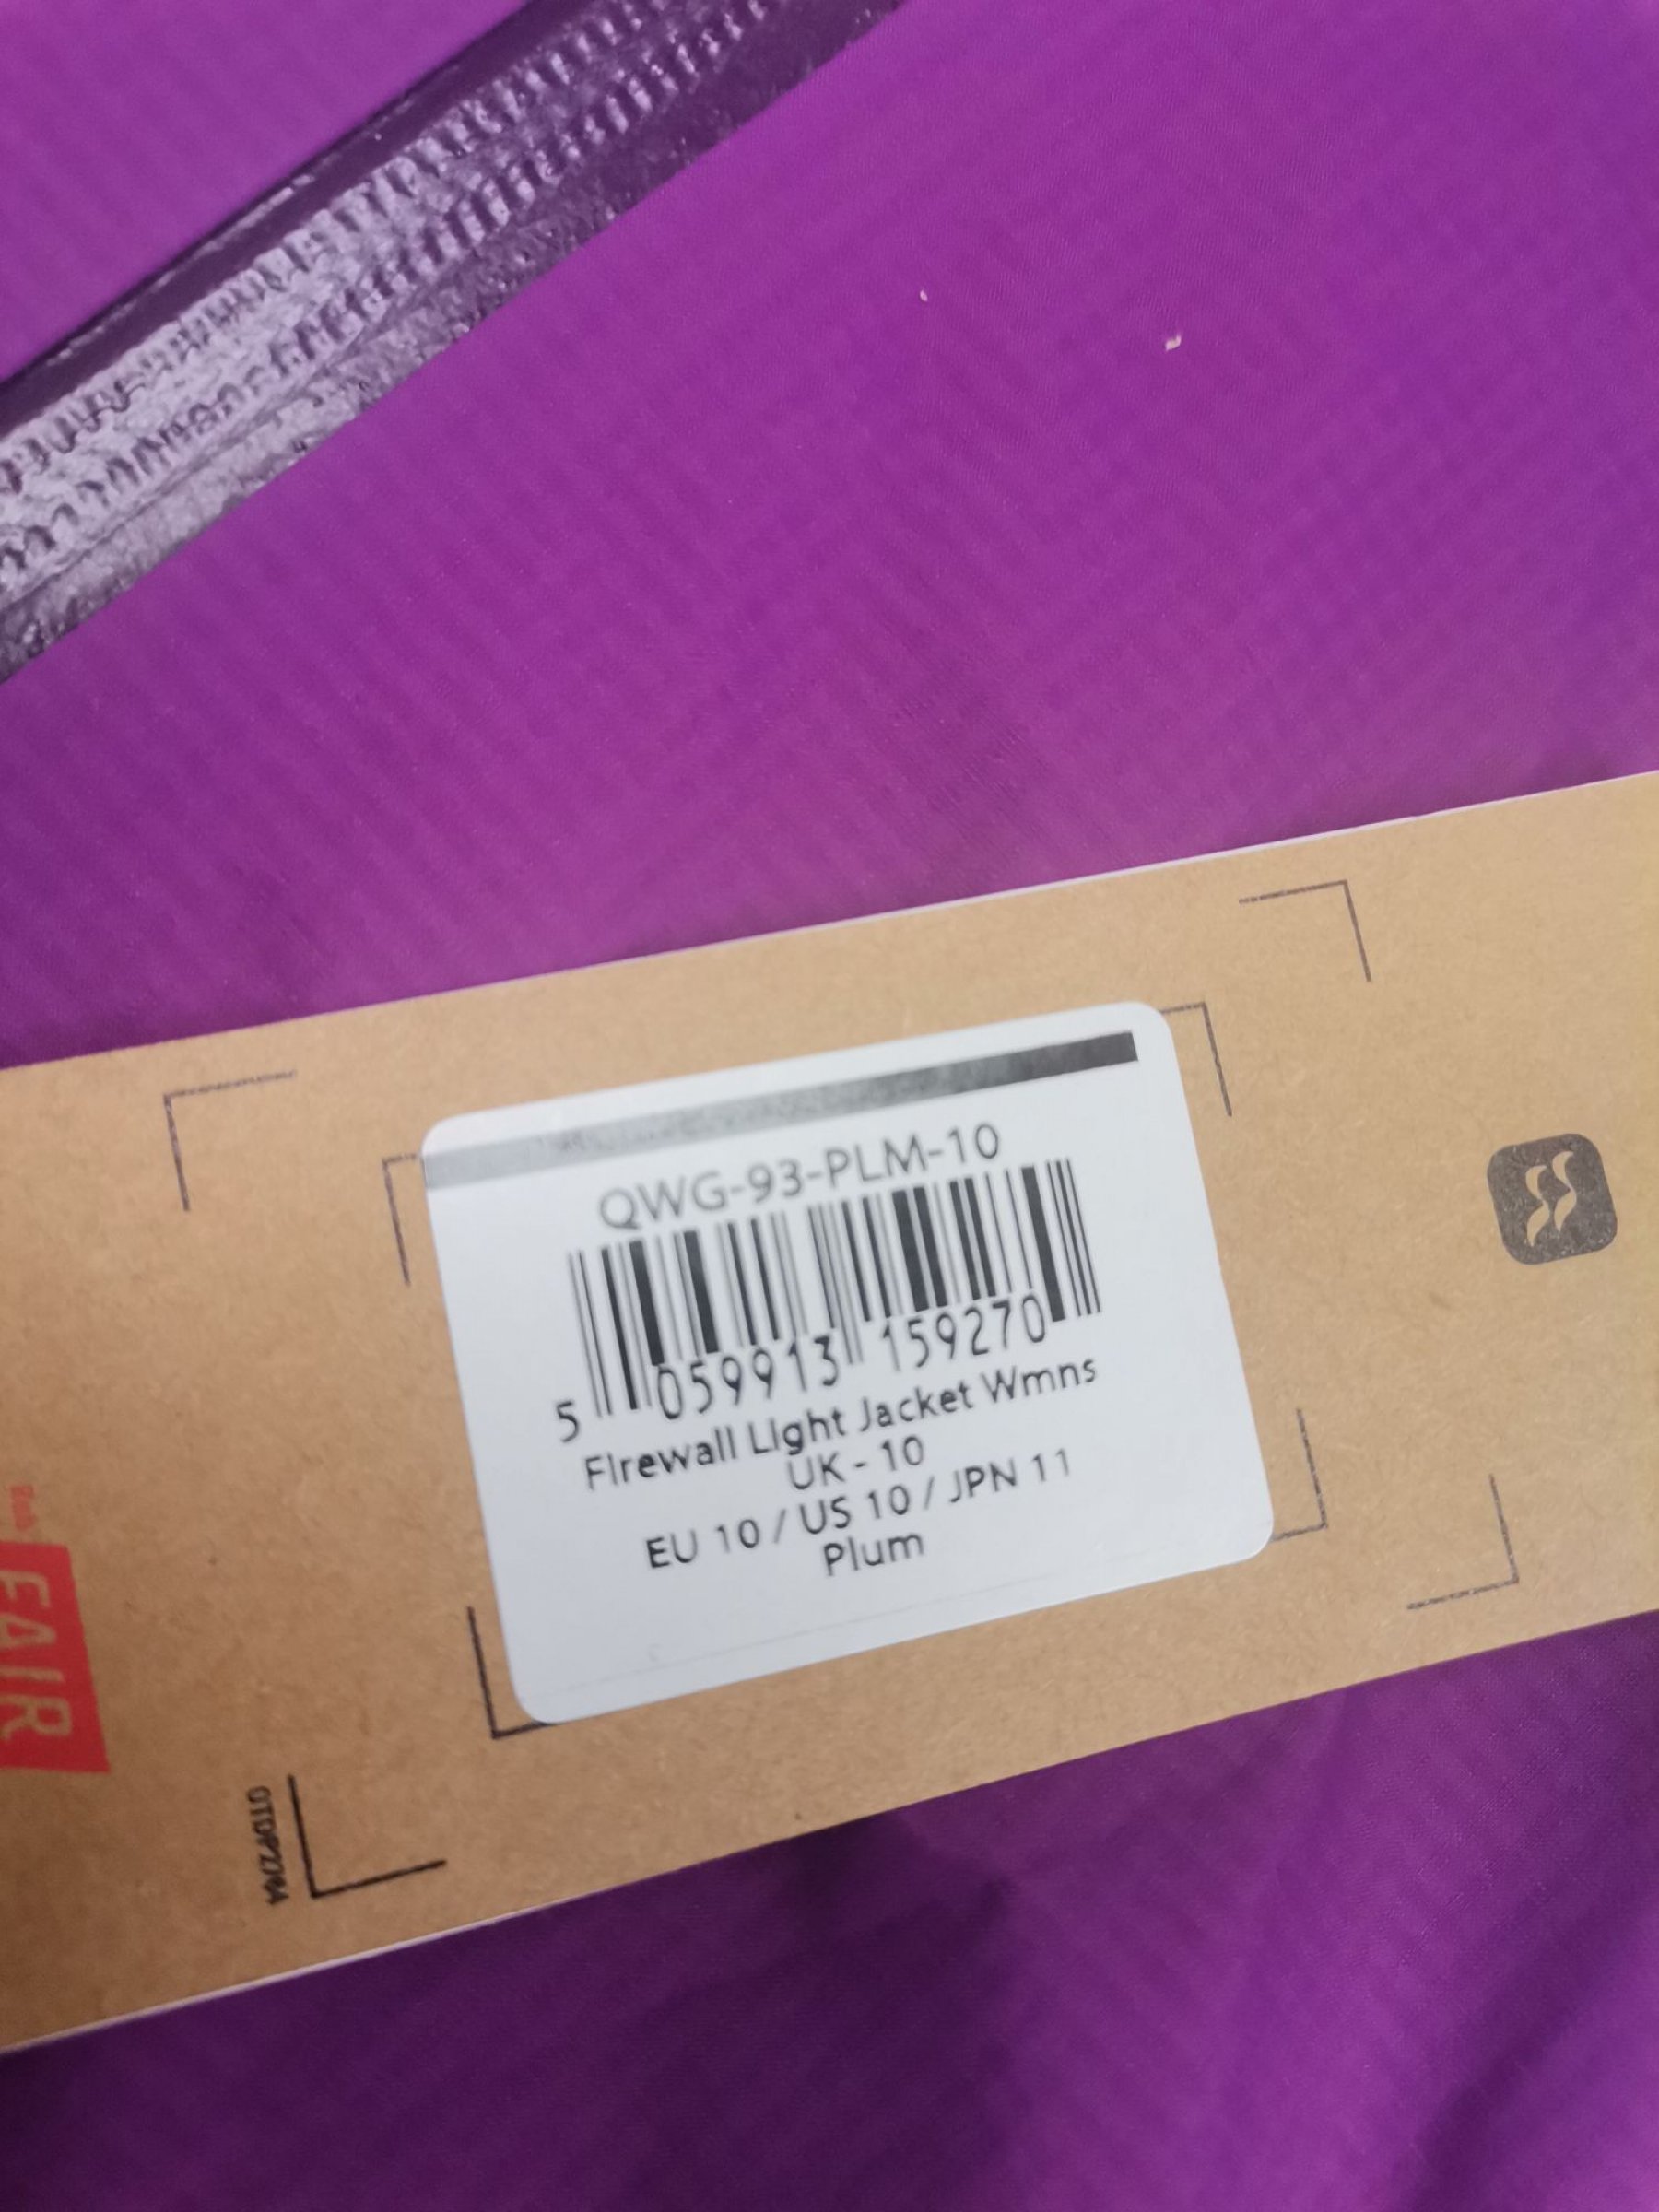 QWG-93-PLM-10
5 059913 159270
FIrewall LIght Jacket Wmns
UK - 10
EU 10 / US 10 / JPN 11
Plum
FAIR